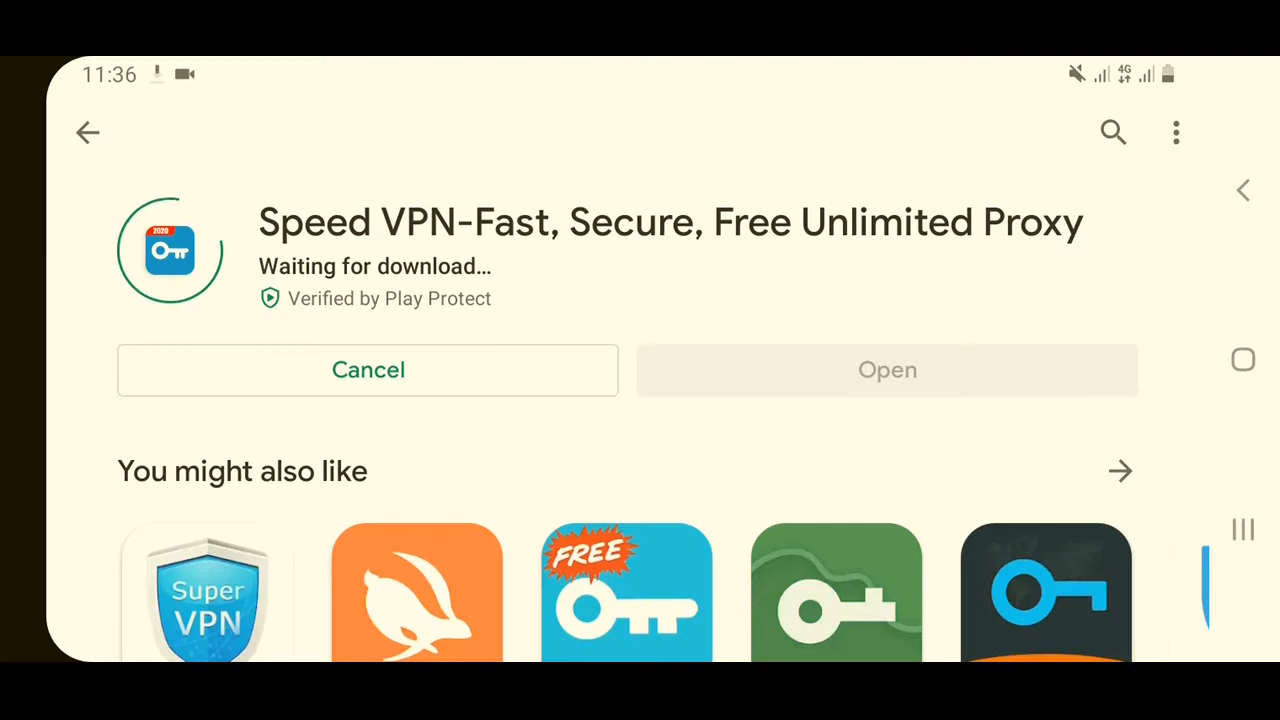 11:36
4G
Speed VPN-Fast, Secure, Free Unlimited Proxy
2020
Waiting for download...
Verified by Play Protect
Cancel
Open
You might also like
Super
VPN
FREE